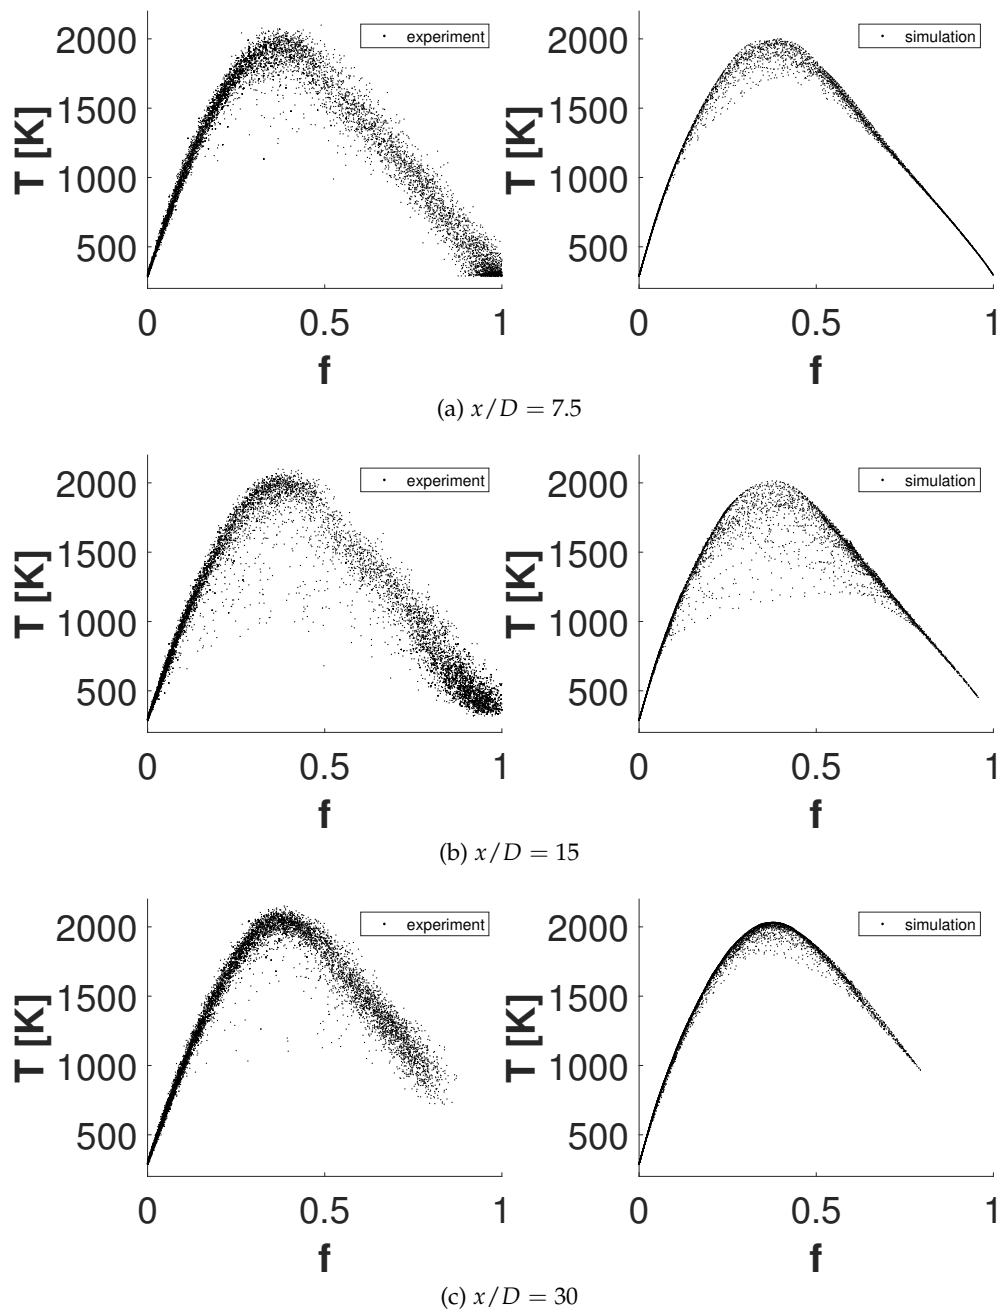 2000
1500
1000
500
T [K]
experiment
0
0.5
1
f
2000
1500
1000
500
T [K]
simulation
0
0.5
1
f
(a) x/D = 7.5
2000
1500
1000
500
T [K]
experiment
0
0.5
1
f
2000
1500
1000
500
T [K]
simulation
0
0.5
1
f
(b) x/D = 15
2000
1500
1000
500
T [K]
experiment
0
0.5
1
f
2000
1500
1000
500
T [K]
simulation
0
0.5
1
f
(c) x/D = 30